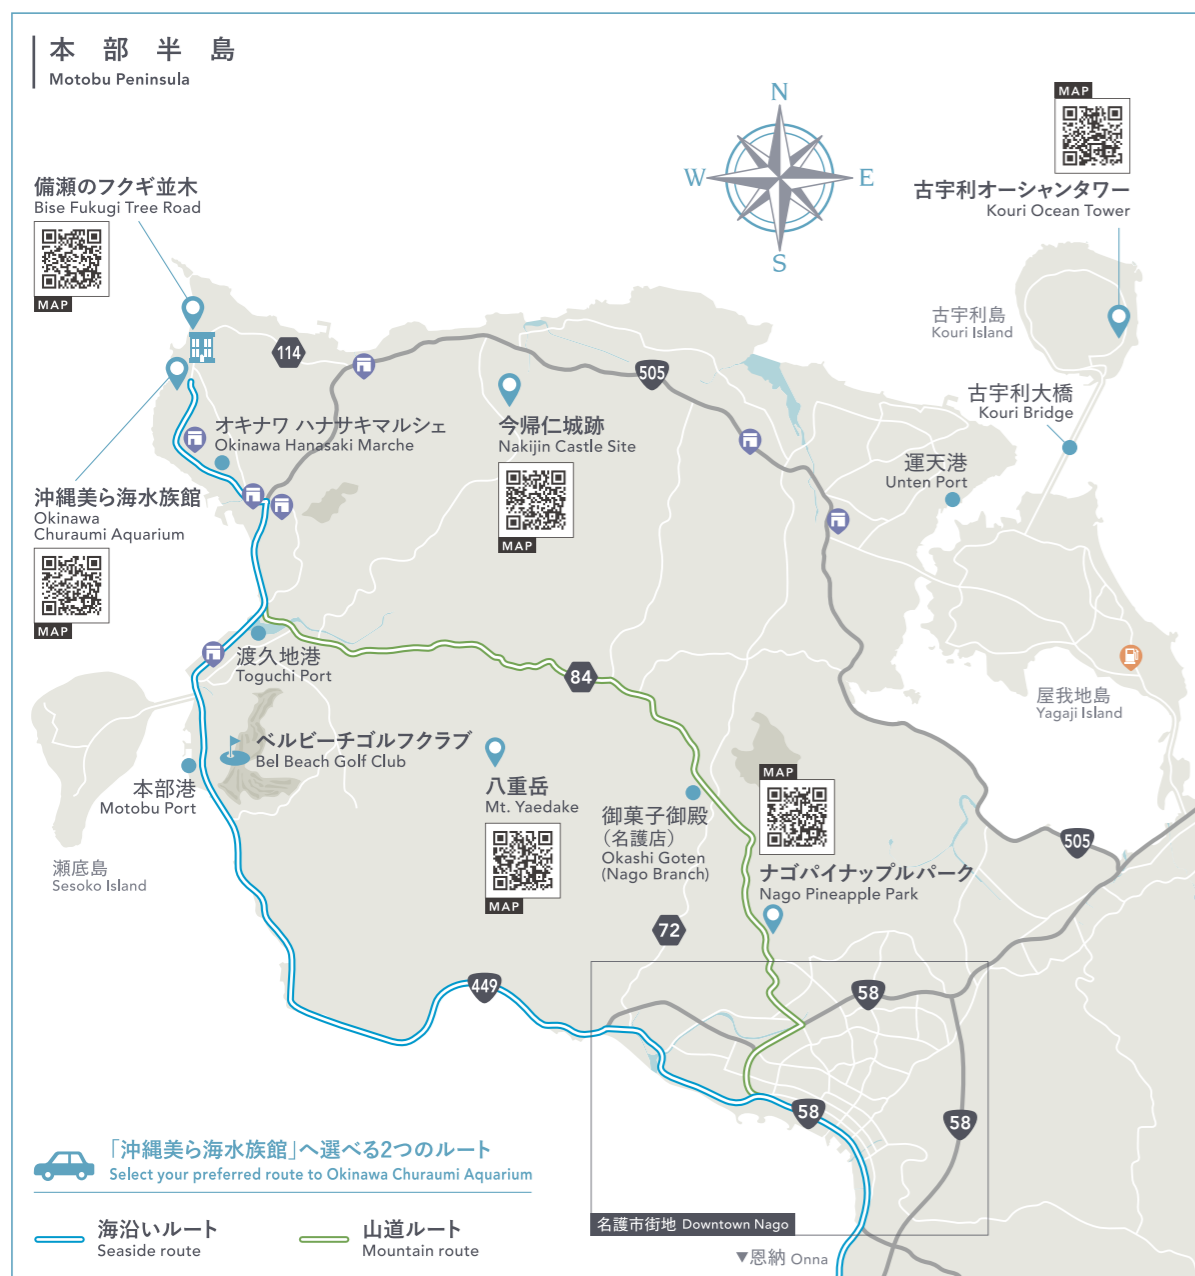 本部半島
Motobu Peninsula
N
W
E
S
MAP
古宇利オーシャンタワー
Kouri Ocean Tower
備瀬のフクギ並木
Bise Fukugi Tree Road
MAP
古宇利島
Kouri Island
114
505
古宇利大橋
Kouri Bridge
オキナワ ハナサキマルシェ
Okinawa Hanasaki Marche
今帰仁城跡
Nakijin Castle Site
MAP
運天港
Unten Port
沖縄美ら海水族館
Okinawa
Churaumi Aquarium
MAP
渡久地港
Toguchi Port
84
屋我地島
Yagaji Island
ベルビーチゴルフクラブ
Bel Beach Golf Club
本部港
Motobu Port
八重岳
Mt. Yaedake
MAP
御菓子御殿
（名護店）
Okashi Goten
(Nago Branch)
MAP
ナゴパイナップルパーク
Nago Pineapple Park
505
瀬底島
Sesoko Island
72
449
58
58
58
「沖縄美ら海水族館」へ選べる2つのルート
Select your preferred route to Okinawa Churaumi Aquarium
海沿いルート
Seaside route
山道ルート
Mountain route
名護市街地 Downtown Nago
▼恩納 Onna